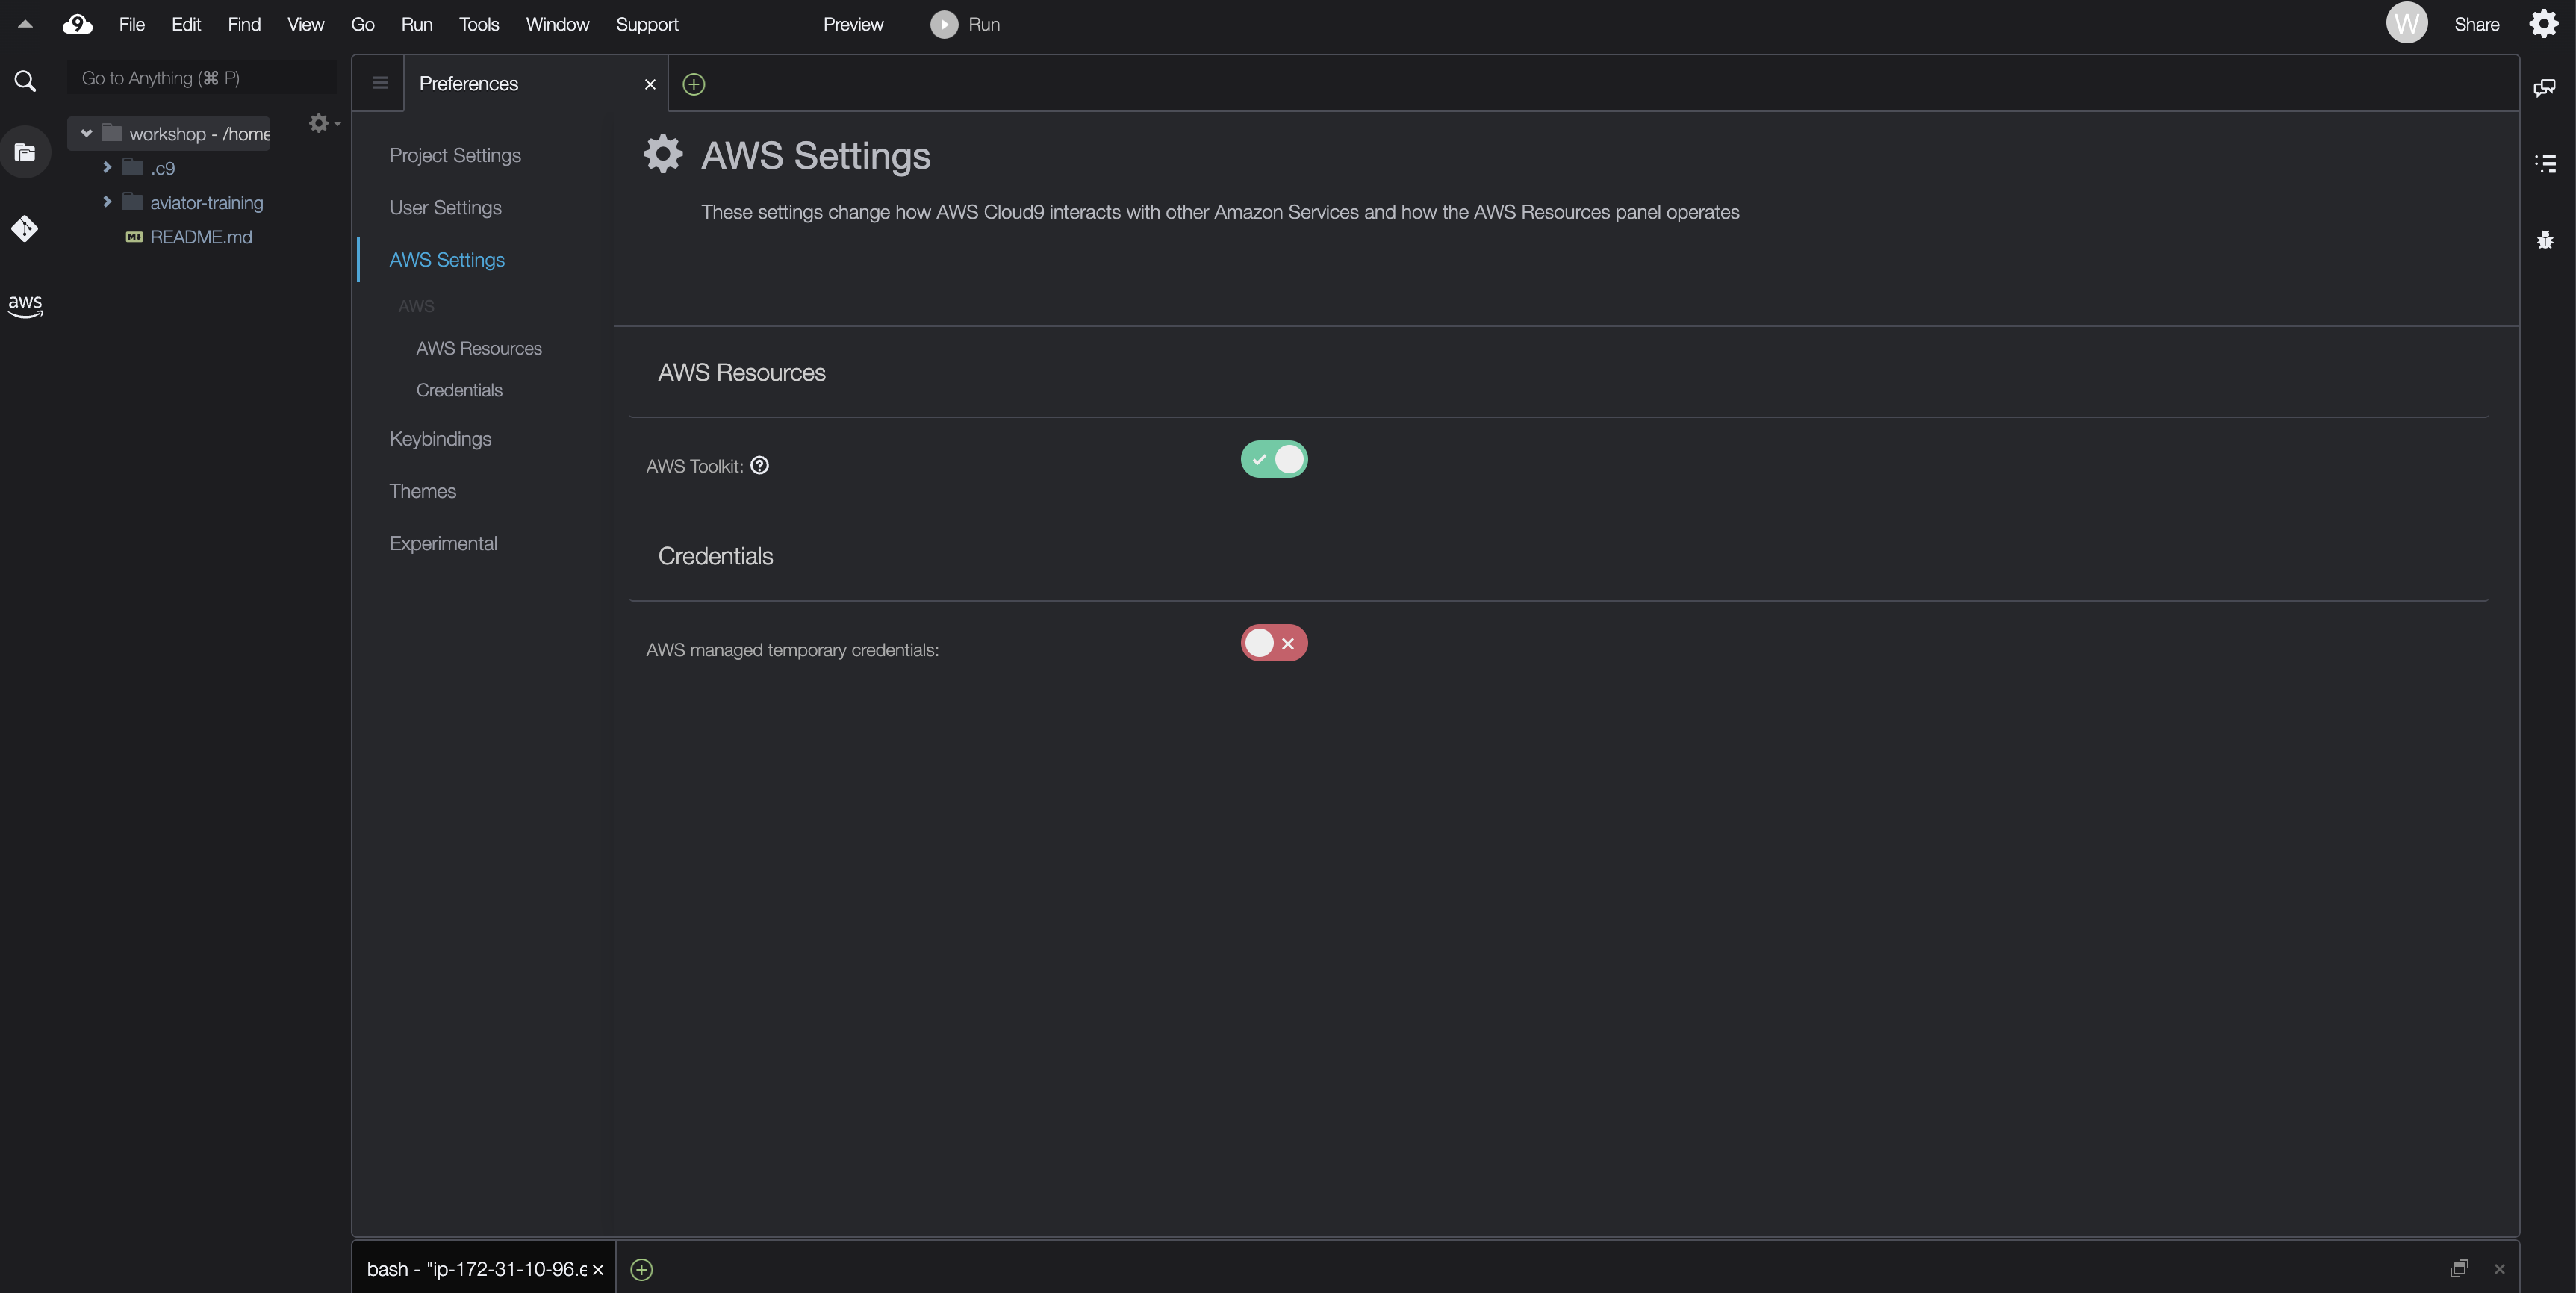 9 File Edit Find View Go Run Tools Window Support Preview Run W Share
Go to Anything (⌘ P)
workshop - /home
.c9
aviator-training
M↓ README.md
aws
Preferences
Project Settings
User Settings
AWS Settings
AWS
AWS Resources
Credentials
Keybindings
Themes
Experimental
AWS Settings
These settings change how AWS Cloud9 interacts with other Amazon Services and how the AWS Resources panel operates
AWS Resources
AWS Toolkit: ?
Credentials
AWS managed temporary credentials:
bash - "ip-172-31-10-96.e